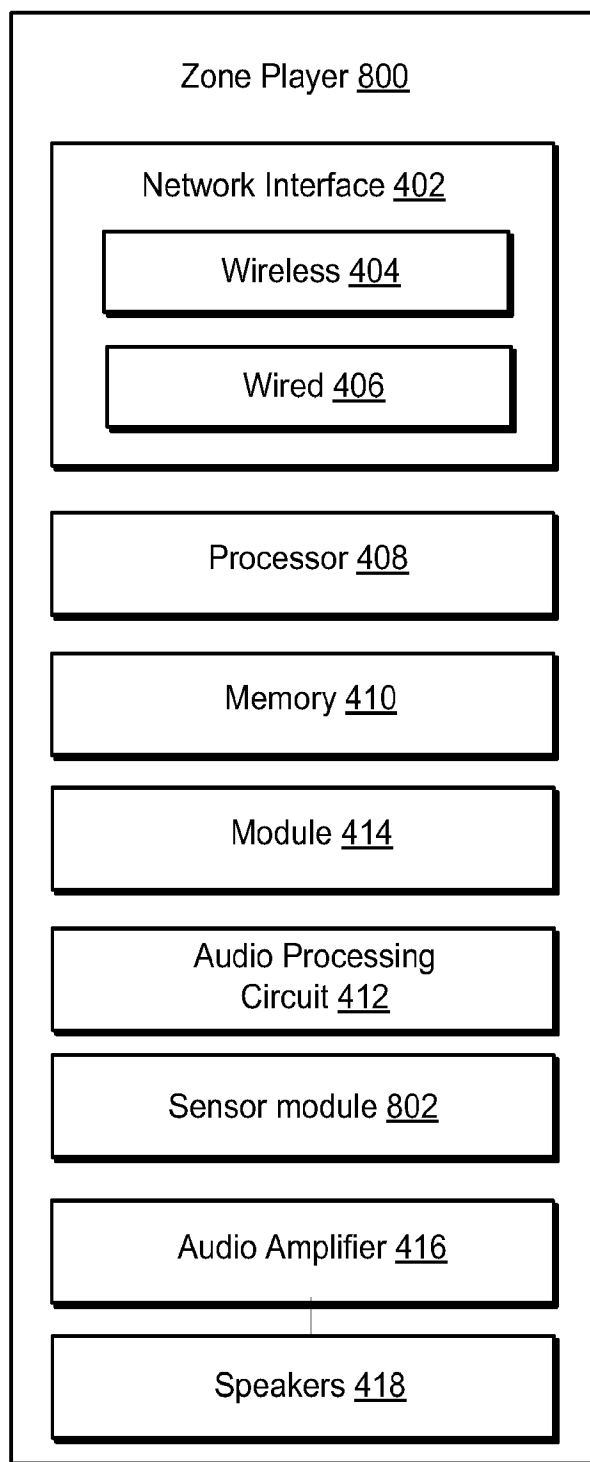 Zone Player 800
Network Interface 402
Wireless 404
Wired 406
Processor 408
Memory 410
Module 414
Audio Processing
Circuit 412
Sensor module 802
Audio Amplifier 416
Speakers 418